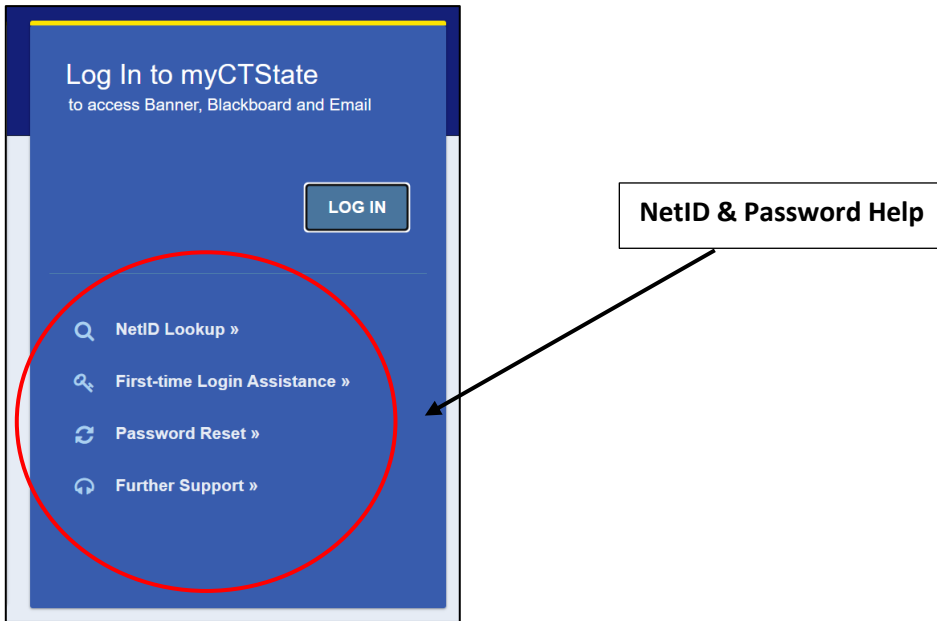 Log In to myCTState
to access Banner, Blackboard and Email
LOG IN
NetID & Password Help
NetID Lookup »
First-time Login Assistance »
Password Reset »
Further Support »